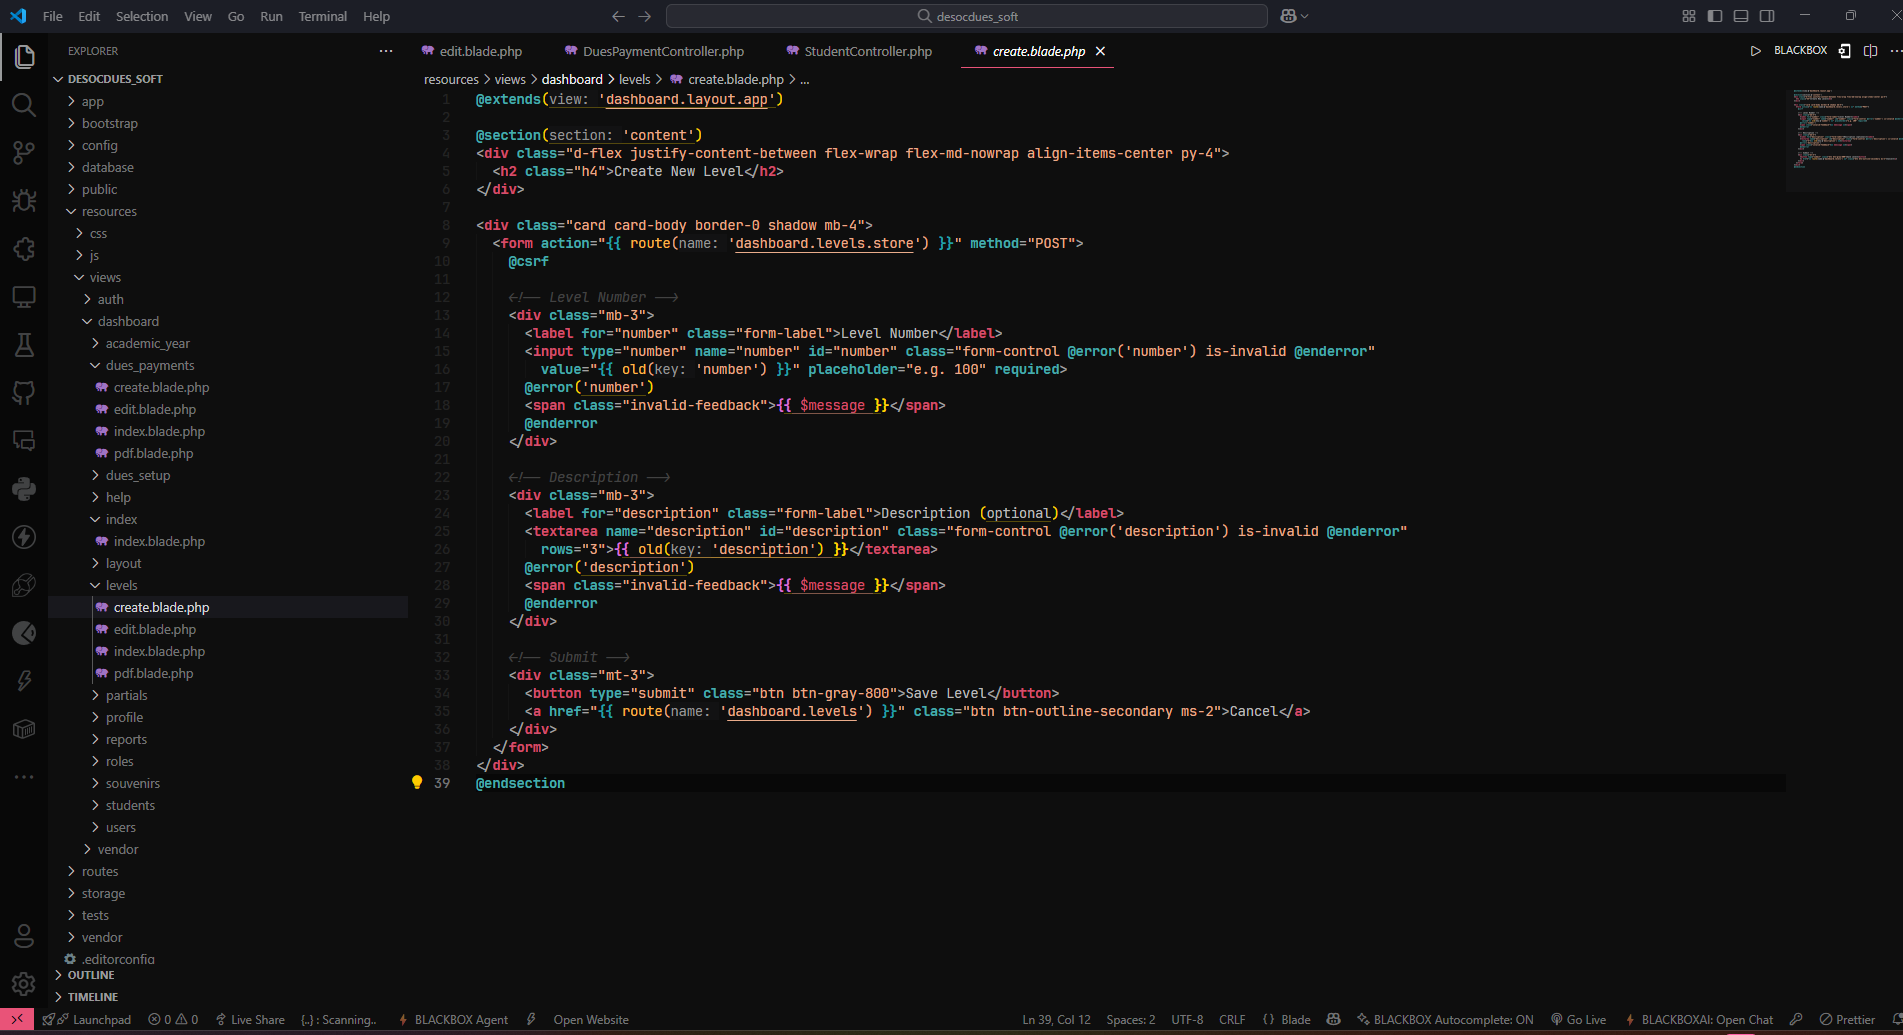 File Edit Selection View Go Run Terminal Help
desocdues_soft
EXPLORER
DESOCDUES_SOFT
app
bootstrap
config
database
public
resources
css
js
views
auth
dashboard
academic_year
dues_payments
create.blade.php
edit.blade.php
index.blade.php
pdf.blade.php
dues_setup
help
index
index.blade.php
layout
levels
create.blade.php
edit.blade.php
index.blade.php
pdf.blade.php
partials
profile
reports
roles
souvenirs
students
users
vendor
routes
storage
tests
vendor
.editorconfig
OUTLINE
TIMELINE
edit.blade.php DuesPaymentController.php StudentController.php create.blade.php BLACKBOX
resources > views > dashboard > levels > create.blade.php > ...
1 @extends(view: 'dashboard.layout.app')
2
3 @section(section: 'content')
4 <div class="d-flex justify-content-between flex-wrap flex-md-nowrap align-items-center py-4">
5 <h2 class="h4">Create New Level</h2>
6 </div>
7
8 <div class="card card-body border-0 shadow mb-4">
9 <form action="{{ route(name: 'dashboard.levels.store') }}" method="POST">
10 @csrf
11
12 <!-- Level Number -->
13 <div class="mb-3">
14 <label for="number" class="form-label">Level Number</label>
15 <input type="number" name="number" id="number" class="form-control @error('number') is-invalid @enderror"
16 value="{{ old(key: 'number') }}" placeholder="e.g. 100" required>
17 @error('number')
18 <span class="invalid-feedback">{{ $message }}</span>
19 @enderror
20 </div>
21
22 <!-- Description -->
23 <div class="mb-3">
24 <label for="description" class="form-label">Description (optional)</label>
25 <textarea name="description" id="description" class="form-control @error('description') is-invalid @enderror"
26 rows="3">{{ old(key: 'description') }}</textarea>
27 @error('description')
28 <span class="invalid-feedback">{{ $message }}</span>
29 @enderror
30 </div>
31
32 <!-- Submit -->
33 <div class="mt-3">
34 <button type="submit" class="btn btn-gray-800">Save Level</button>
35 <a href="{{ route(name: 'dashboard.levels') }}" class="btn btn-outline-secondary ms-2">Cancel</a>
36 </div>
37 </form>
38 </div>
39 @endsection
Launchpad 0 0 Live Share {..} : Scanning.. BLACKBOX Agent Open Website Ln 39, Col 12 Spaces: 2 UTF-8 CRLF {} Blade BLACKBOX Autocomplete: ON Go Live BLACKBOXAI: Open Chat Prettier